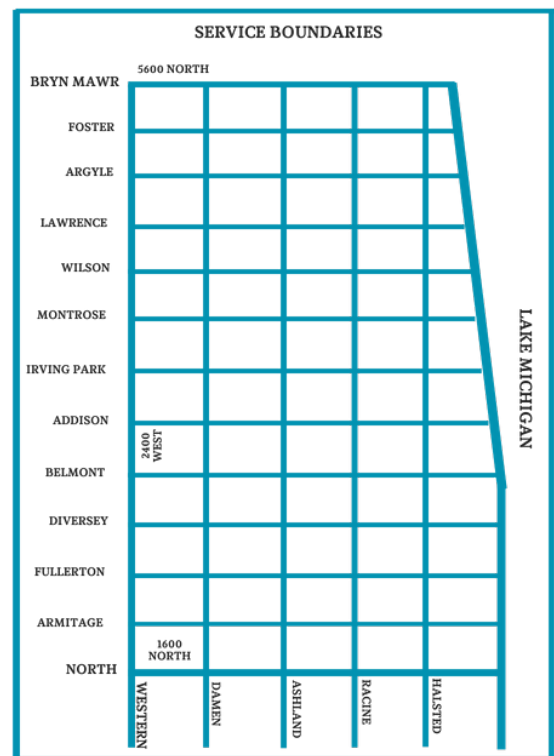 SERVICE BOUNDARIES
5600 NORTH
BRYN MAWR
FOSTER
ARGYLE
LAWRENCE
WILSON
MONTROSE
IRVING PARK
ADDISON
2400
WEST
BELMONT
DIVERSEY
FULLERTON
ARMITAGE
1600
NORTH
NORTH
WESTERN
DAMEN
ASHLAND
RACINE
HALSTED
LAKE MICHIGAN